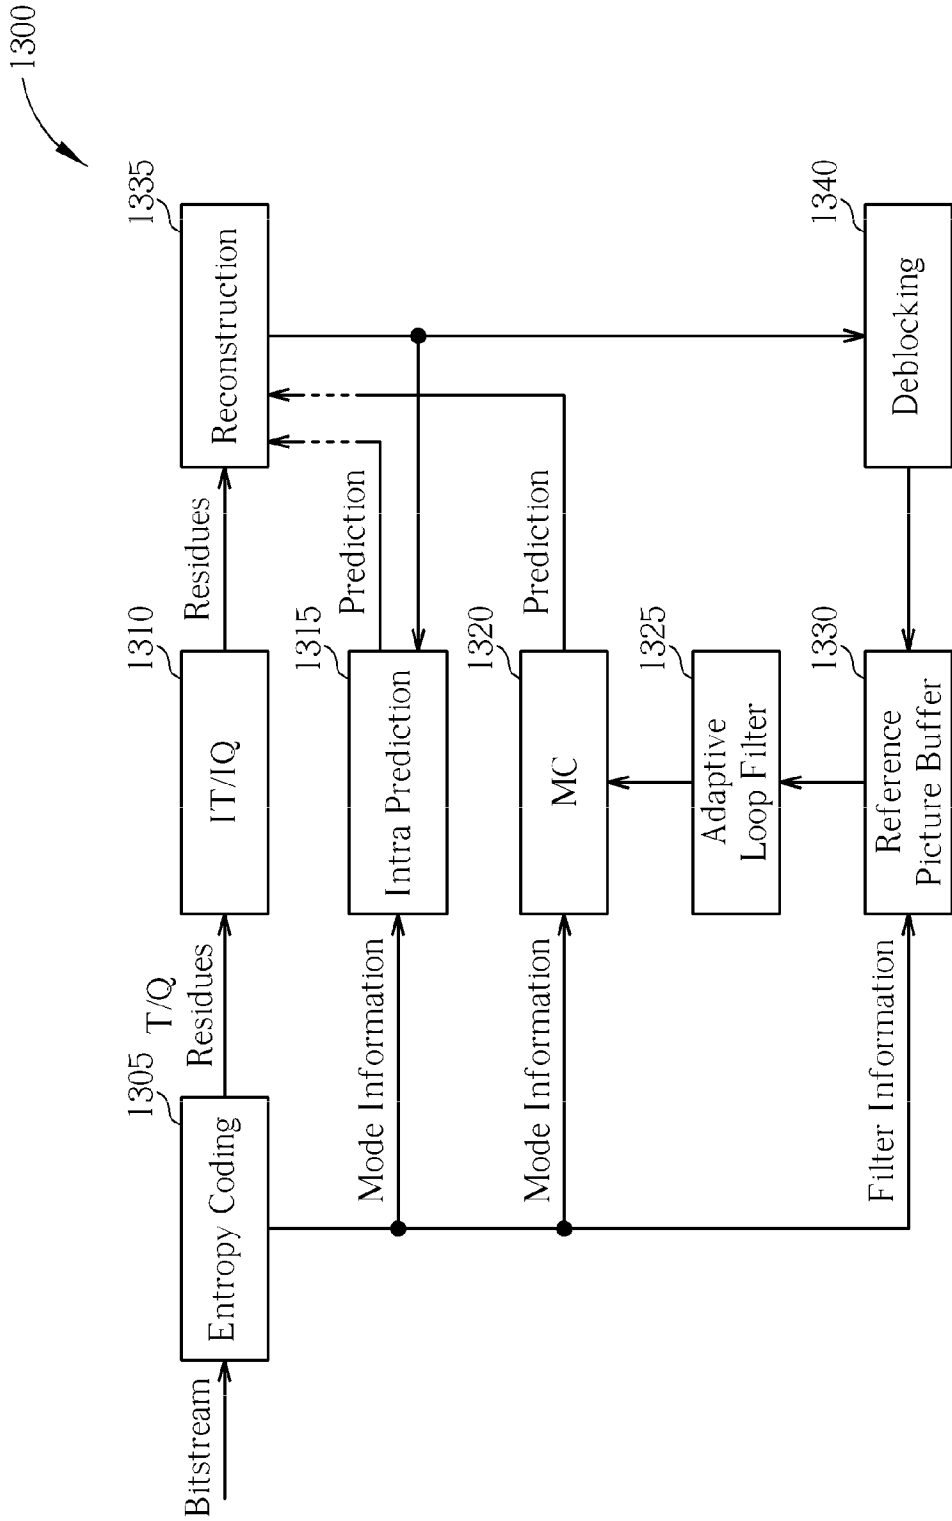 1300
Bitstream
1305
Entropy Coding
T/Q
Residues
1310
IT/IQ
Residues
1335
Reconstruction
Mode Information
1315
Intra Prediction
Prediction
Mode Information
1320
MC
Prediction
1325
Adaptive
Loop Filter
Filter Information
1330
Reference
Picture Buffer
1340
Deblocking